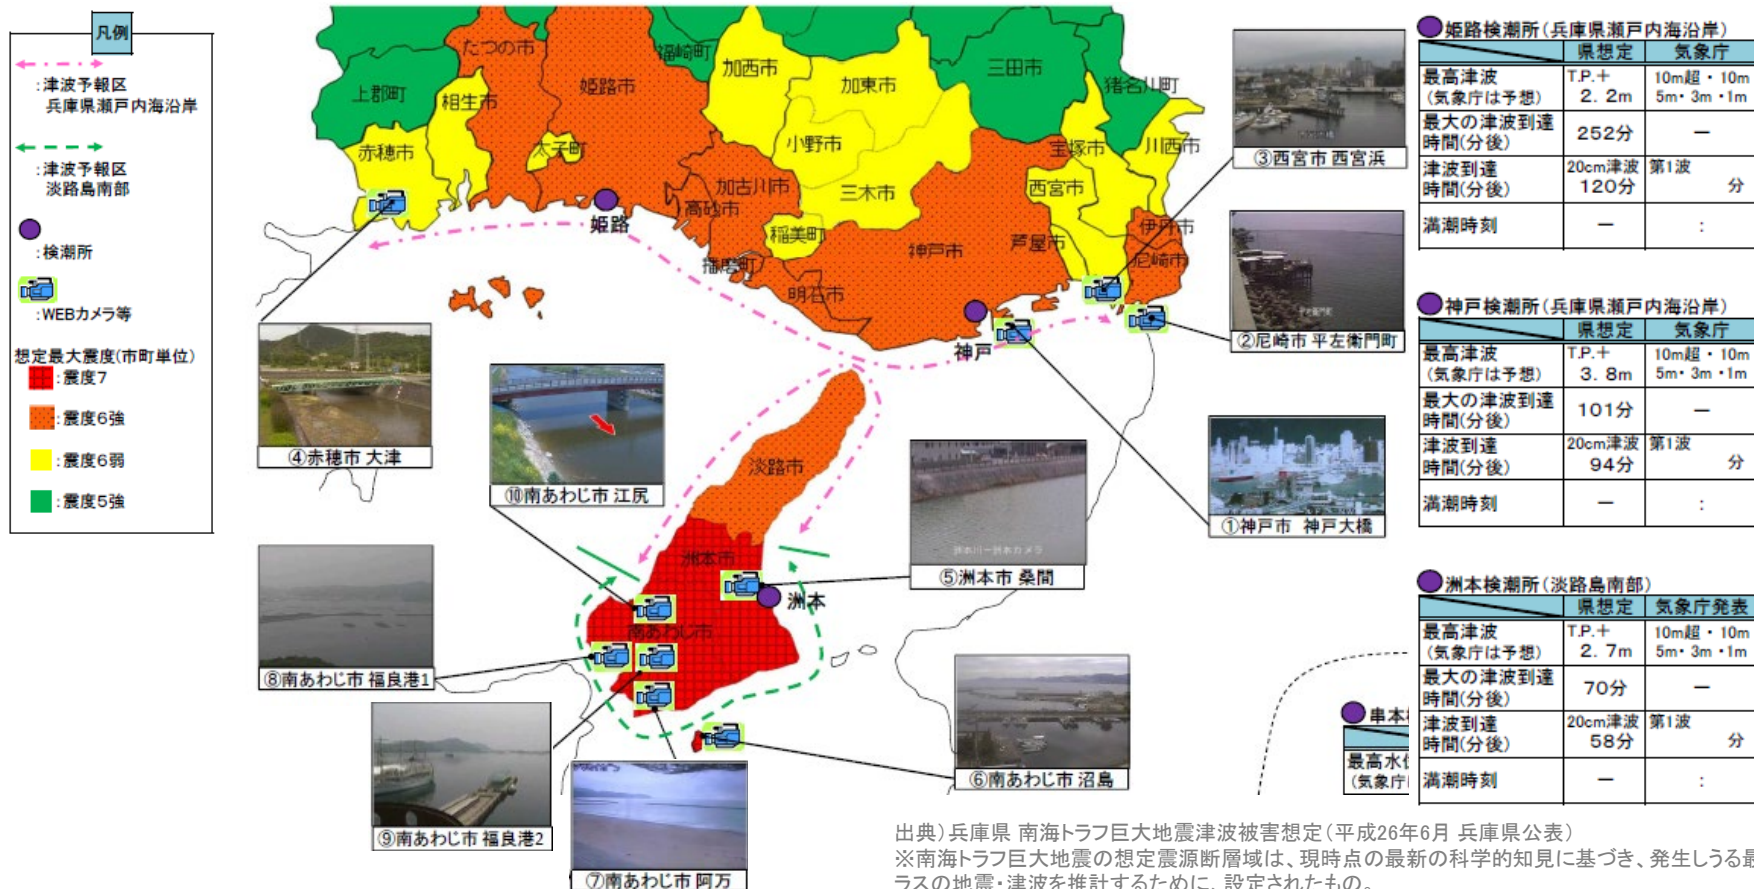 凡例
:津波予報区
兵庫県瀬戸内海沿岸
:津波予報区
淡路島南部
:検潮所
:WEBカメラ等
想定最大震度(市町単位)
:震度7
:震度6強
:震度6弱
:震度5強
たつの市
上郡町
相生市
赤穂市
太子町
姫路市
福崎町
加西市
加東市
小野市
三木市
加古川市
高砂市
稲美町
播磨町
明石市
神戸市
三田市
猪名川町
宝塚市
川西市
西宮市
芦屋市
伊丹市
尼崎市
姫路
神戸
淡路市
洲本市
南あわじ市
洲本
③西宮市 西宮浜
②尼崎市 平左衛門町
①神戸市 神戸大橋
④赤穂市 大津
⑩南あわじ市 江尻
洲本川ー洲本カメラ
⑤洲本市 桑間
⑧南あわじ市 福良港1
⑨南あわじ市 福良港2
⑦南あわじ市 阿万
⑥南あわじ市 沼島
姫路検潮所(兵庫県瀬戸内海沿岸)
県想定 気象庁
最高津波 T.P.+ 10m超・10m
(気象庁は予想) 2.2m 5m・3m・1m
最大の津波到達
時間(分後) 252分 ー
津波到達 20cm津波 第1波
時間(分後) 120分 分
満潮時刻 ー :
神戸検潮所(兵庫県瀬戸内海沿岸)
県想定 気象庁
最高津波 T.P.+ 10m超・10m
(気象庁は予想) 3.8m 5m・3m・1m
最大の津波到達
時間(分後) 101分 ー
津波到達 20cm津波 第1波
時間(分後) 94分 分
満潮時刻 ー :
洲本検潮所(淡路島南部)
県想定 気象庁発表
最高津波 T.P.+ 10m超・10m
(気象庁は予想) 2.7m 5m・3m・1m
最大の津波到達
時間(分後) 70分 ー
津波到達 20cm津波 第1波
時間(分後) 58分 分
満潮時刻 ー :
串本
最高水
(気象庁
出典)兵庫県 南海トラフ巨大地震津波被害想定(平成26年6月 兵庫県公表)
※南海トラフ巨大地震の想定震源断層域は、現時点の最新の科学的知見に基づき、発生しうる最
ラスの地震・津波を推計するために、設定されたもの。